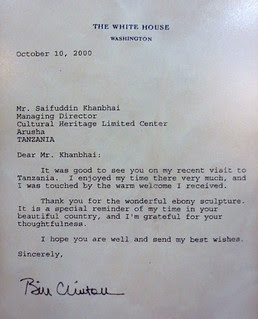 THE WHITE HOUSE
WASHINGTON
October 10, 2000
Mr. Saifuddin Khanbhai
Managing Director
Cultural Heritage Limited Center
Arusha
TANZANIA
Dear Mr. Khanbhai:
It was good to see you on my recent visit to
Tanzania. I enjoyed my time there very much, and
I was touched by the warm welcome I received.
Thank you for the wonderful ebony sculpture.
It is a special reminder of my time in your
beautiful country, and I'm grateful for your
thoughtfulness.
I hope you are well and send my best wishes.
Sincerely,
Bill Clinton